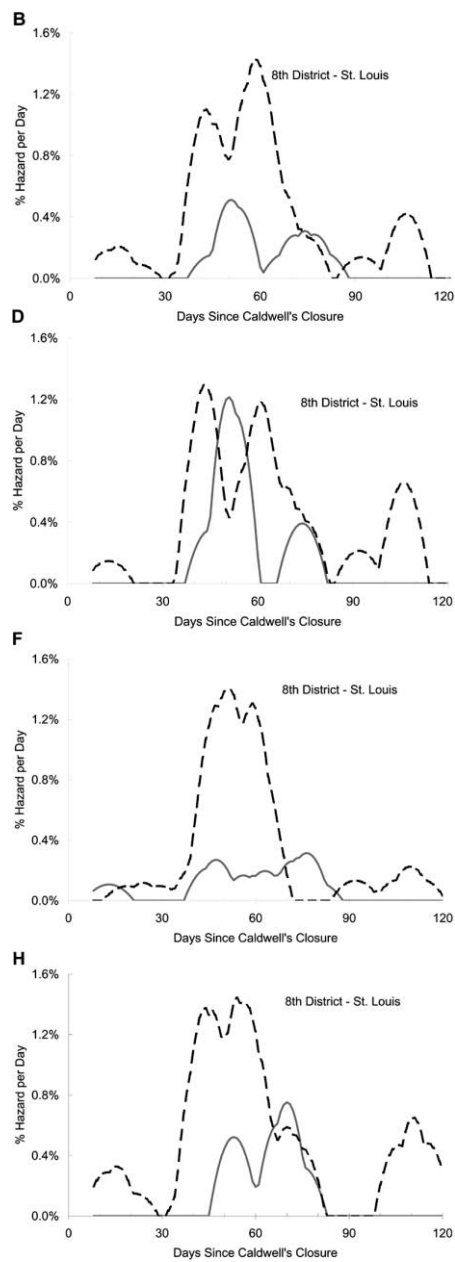 B
1.6%
8th District - St. Louis
1.2%
% Hazard per Day
0.8%
0.4%
0.0%
0 30 60 90 120
Days Since Caldwell's Closure
D
1.6%
8th District - St. Louis
1.2%
% Hazard per Day
0.8%
0.4%
0.0%
0 30 60 90 120
Days Since Caldwell's Closure
F
1.6%
8th District - St. Louis
1.2%
% Hazard per Day
0.8%
0.4%
0.0%
0 30 60 90 120
Days Since Caldwell's Closure
H
1.6%
8th District - St. Louis
1.2%
% Hazard per Day
0.8%
0.4%
0.0%
0 30 60 90 120
Days Since Caldwell's Closure